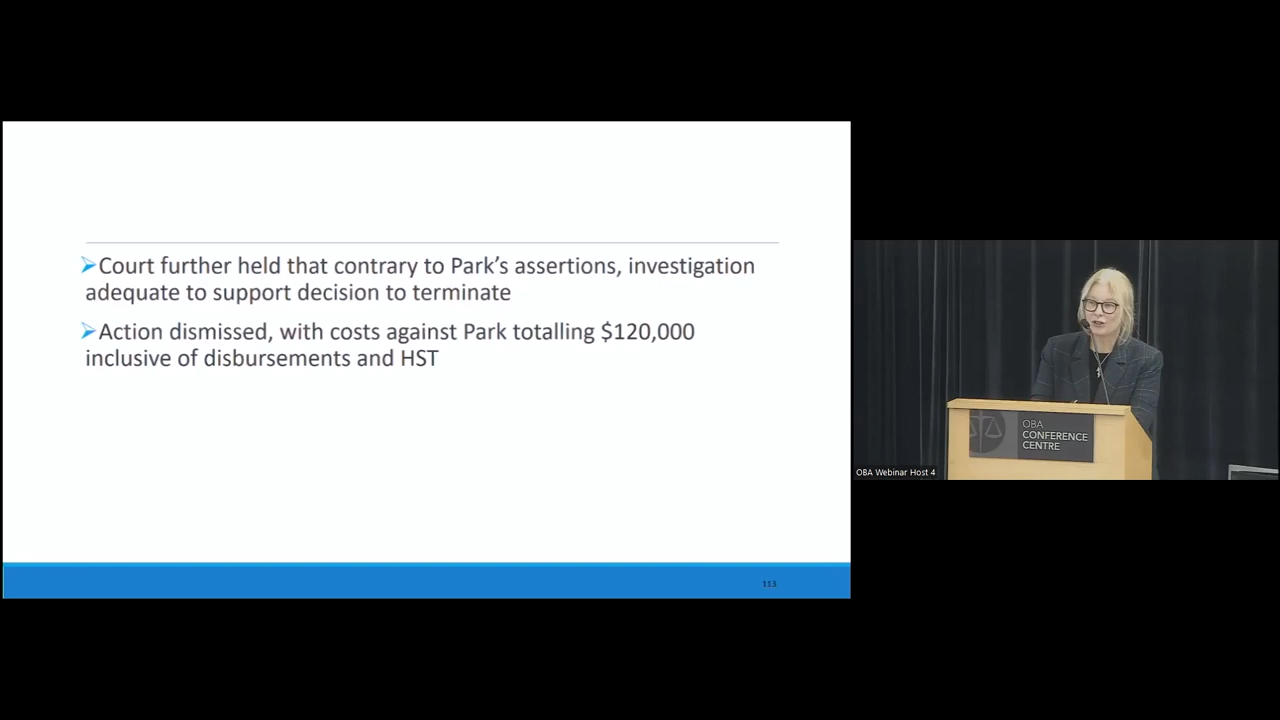 ➢Court further held that contrary to Park’s assertions, investigation
adequate to support decision to terminate
➢Action dismissed, with costs against Park totalling $120,000
inclusive of disbursements and HST
113
OBA
CONFERENCE
CENTRE
OBA Webinar Host 4